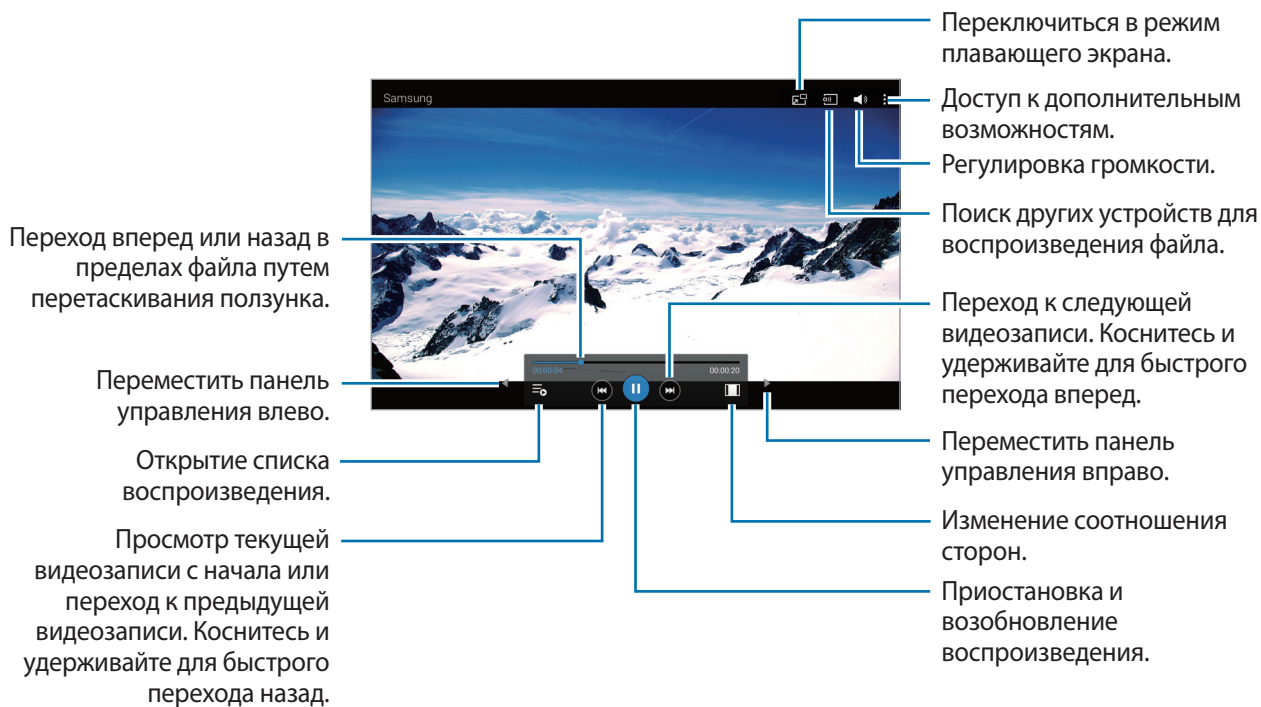 Переключиться в режим
плавающего экрана.
Samsung
Доступ к дополнительным
возможностям.
Регулировка громкости.
Поиск других устройств для
воспроизведения файла.
Переход вперед или назад в
пределах файла путем
перетаскивания ползунка.
Переход к следующей
видеозаписи. Коснитесь и
удерживайте для быстрого
перехода вперед.
00:00:04
00:00:20
Переместить панель
управления влево.
Переместить панель
управления вправо.
Открытие списка
воспроизведения.
Изменение соотношения
сторон.
Просмотр текущей
видеозаписи с начала или
переход к предыдущей
видеозаписи. Коснитесь и
удерживайте для быстрого
перехода назад.
Приостановка и
возобновление
воспроизведения.